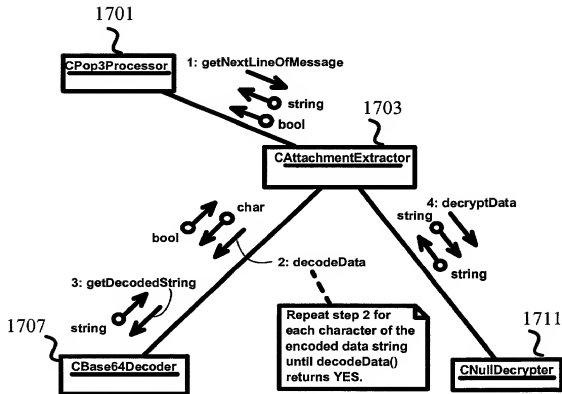 1701
CPop3Processor
1: getNextLineOfMessage
string
bool
1703
CAttachmentExtractor
char
bool
string
4: decryptData
string
2: decodeData
3: getDecodedString
string
Repeat step 2 for
each character of the
encoded data string
until decodeData()
returns YES.
1707
CBase64Decoder
1711
CNullDecrypter